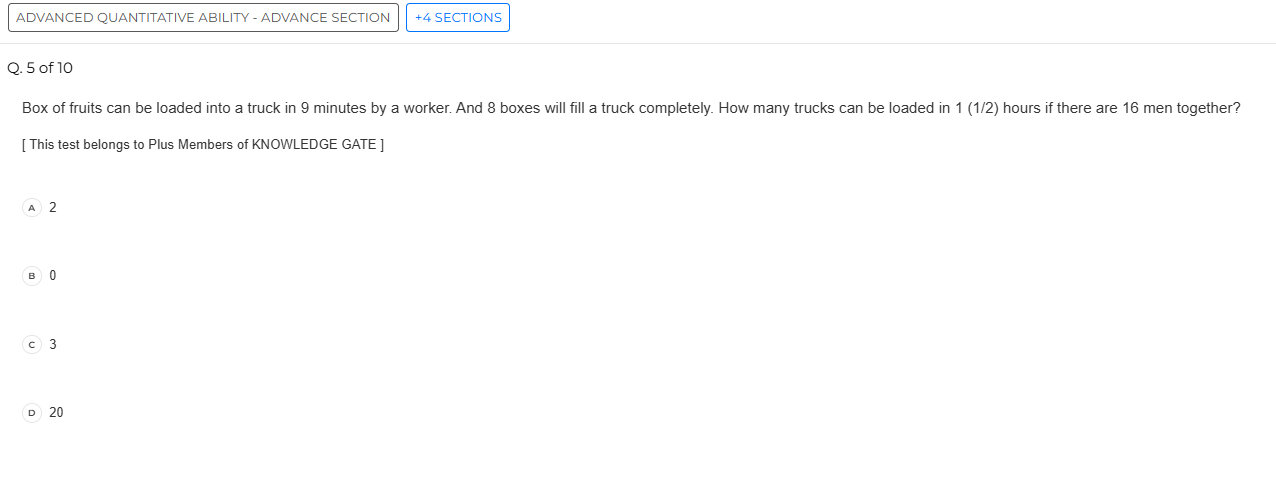 ADVANCED QUANTITATIVE ABILITY - ADVANCE SECTION +4 SECTIONS
Q. 5 of 10
Box of fruits can be loaded into a truck in 9 minutes by a worker. And 8 boxes will fill a truck completely. How many trucks can be loaded in 1 (1/2) hours if there are 16 men together?
[ This test belongs to Plus Members of KNOWLEDGE GATE ]
A 2
B 0
C 3
D 20